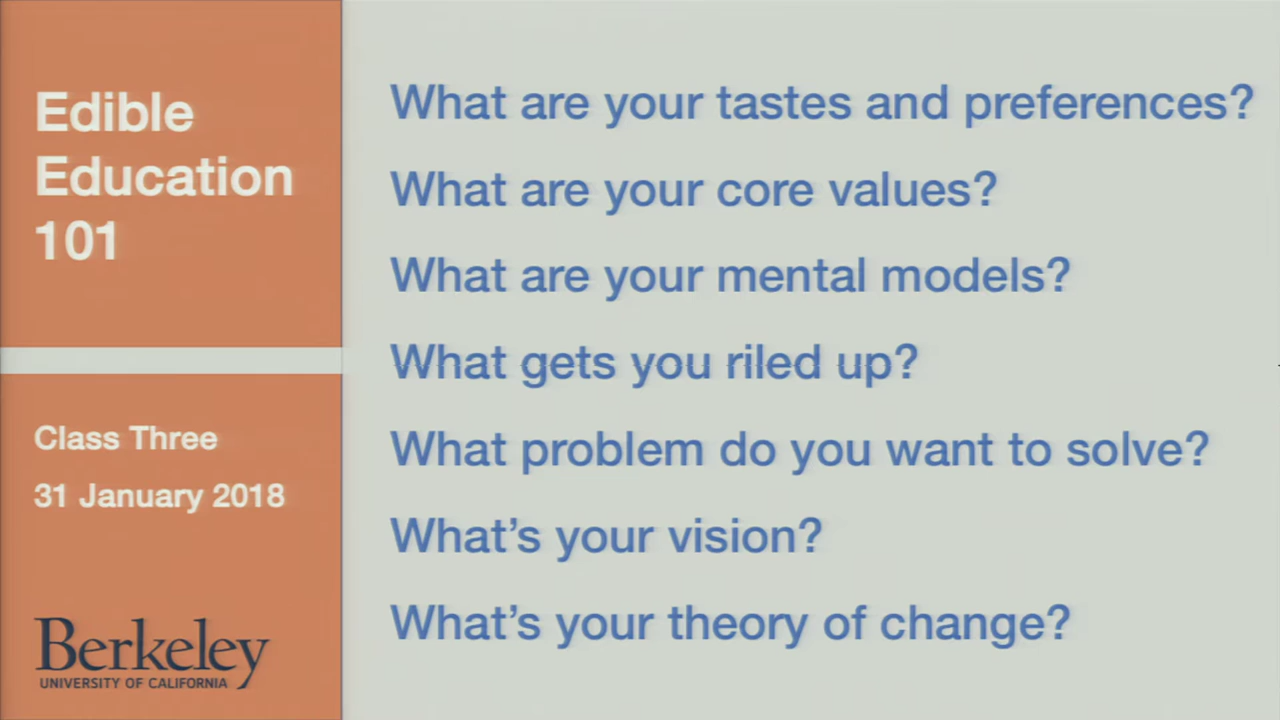 Edible
Education
101
Class Three
31 January 2018
Berkeley
UNIVERSITY OF CALIFORNIA
What are your tastes and preferences?
What are your core values?
What are your mental models?
What gets you riled up?
What problem do you want to solve?
What’s your vision?
What’s your theory of change?